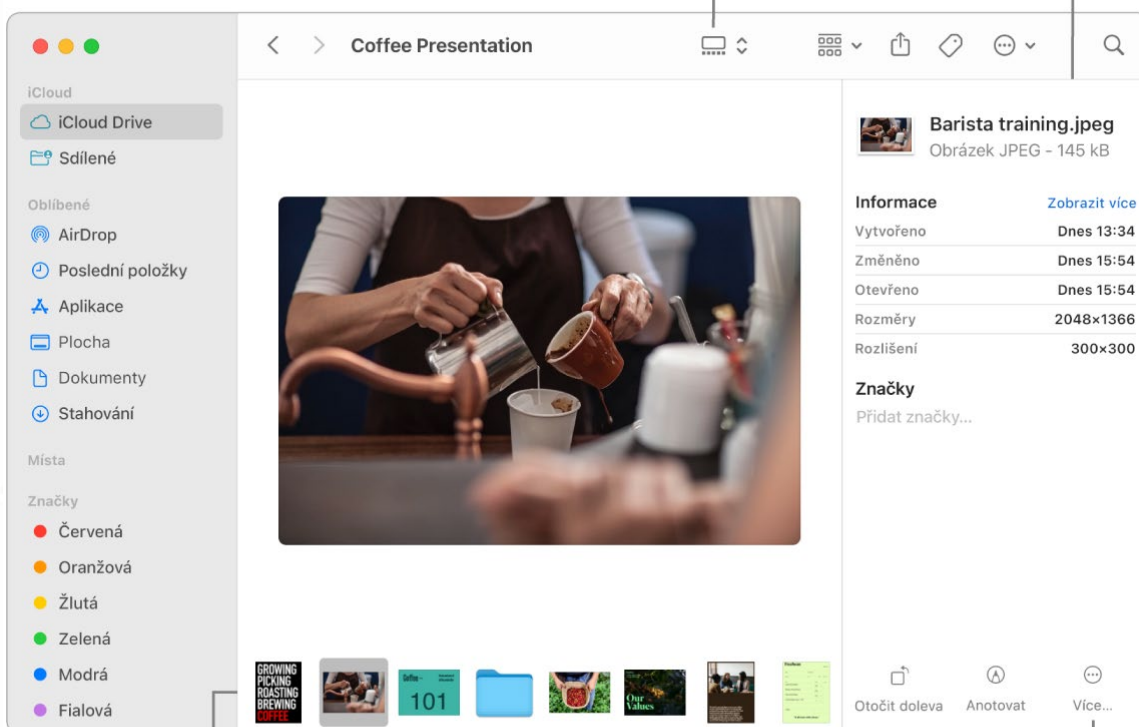 Coffee Presentation
iCloud
iCloud Drive
Sdílené
Oblíbené
AirDrop
Poslední položky
Aplikace
Plocha
Dokumenty
Stahování
Místa
Značky
Červená
Oranžová
Žlutá
Zelená
Modrá
Fialová
GROWING
PICKING
ROASTING
BREWING
COFFEE
Coffee
101
Our
Values
Barista training.jpeg
Obrázek JPEG - 145 kB
Informace Zobrazit více
Vytvořeno Dnes 13:34
Změněno Dnes 15:54
Otevřeno Dnes 15:54
Rozměry 2048×1366
Rozlišení 300×300
Značky
Přidat značky...
Otočit doleva Anotovat Více...